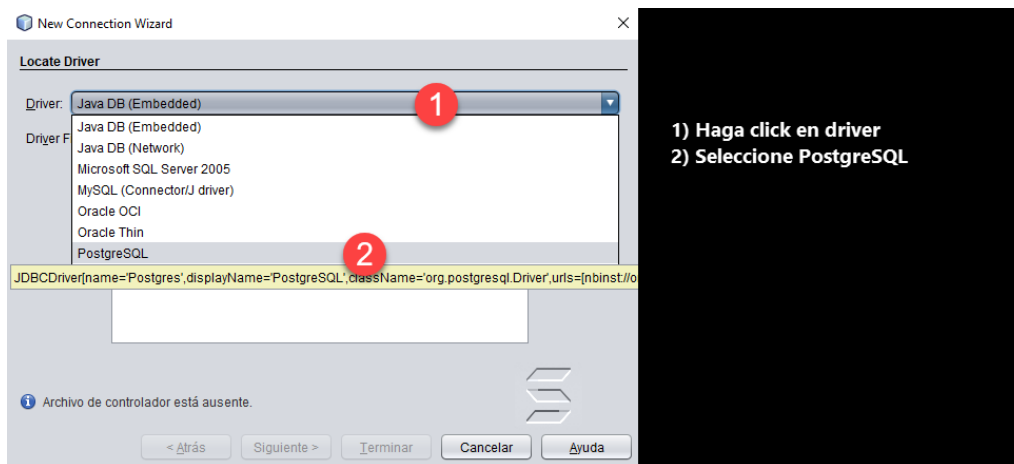 New Connection Wizard
Locate Driver
Driver: Java DB (Embedded)
1
Java DB (Embedded)
Driver F
Java DB (Network)
Microsoft SQL Server 2005
MySQL (Connector/J driver)
Oracle OCI
Oracle Thin
PostgreSQL
2
JDBCDriver[name='Postgres',displayName='PostgreSQL',className='org.postgresql.Driver',urls=[nbinst://o
Archivo de controlador está ausente.
< Atrás
Siguiente >
Terminar
Cancelar
Ayuda
1) Haga click en driver
2) Seleccione PostgreSQL